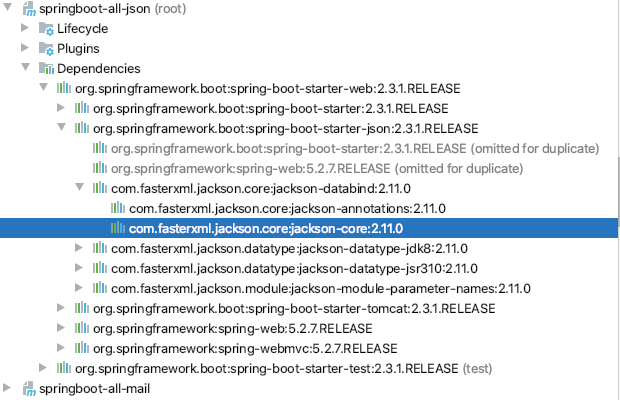 springboot-all-json (root)
Lifecycle
Plugins
Dependencies
org.springframework.boot:spring-boot-starter-web:2.3.1.RELEASE
org.springframework.boot:spring-boot-starter:2.3.1.RELEASE
org.springframework.boot:spring-boot-starter-json:2.3.1.RELEASE
org.springframework.boot:spring-boot-starter:2.3.1.RELEASE (omitted for duplicate)
org.springframework:spring-web:5.2.7.RELEASE (omitted for duplicate)
com.fasterxml.jackson.core:jackson-databind:2.11.0
com.fasterxml.jackson.core:jackson-annotations:2.11.0
com.fasterxml.jackson.core:jackson-core:2.11.0
com.fasterxml.jackson.datatype:jackson-datatype-jdk8:2.11.0
com.fasterxml.jackson.datatype:jackson-datatype-jsr310:2.11.0
com.fasterxml.jackson.module:jackson-module-parameter-names:2.11.0
org.springframework.boot:spring-boot-starter-tomcat:2.3.1.RELEASE
org.springframework:spring-web:5.2.7.RELEASE
org.springframework:spring-webmvc:5.2.7.RELEASE
org.springframework.boot:spring-boot-starter-test:2.3.1.RELEASE (test)
springboot-all-mail